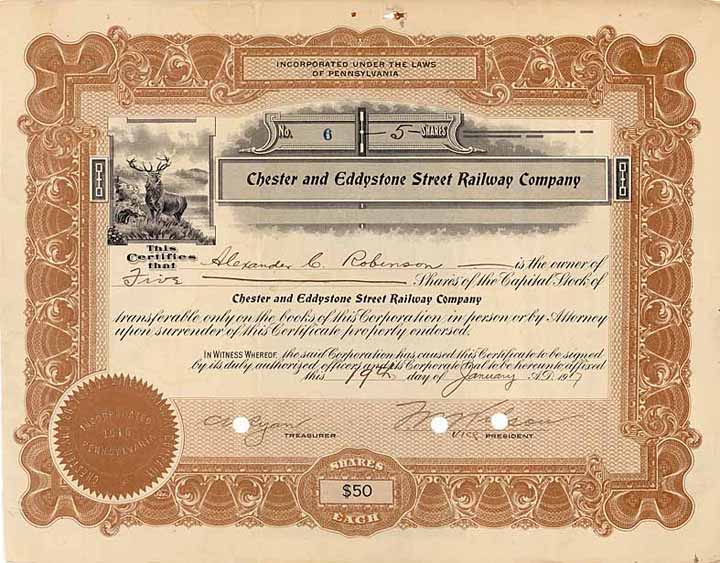 INCORPORATED UNDER THE LAWS
OF PENNSYLVANIA
No. 6 5 SHARES
Chester and Eddystone Street Railway Company
This
Certifies
that Alexander C. Robinson is the owner of
Five Shares of the Capital Stock of
Chester and Eddystone Street Railway Company
transferable only on the books of this Corporation in person or by Attorney
upon surrender of this Certificate properly endorsed.
IN WITNESS WHEREOF, the said Corporation has caused this Certificate to be signed
by its duly authorized officers and its Corporate Seal to be hereunto affixed
this 19th day of January A.D. 1917
Ryan
TREASURER
VICE PRESIDENT.
INCORPORATED
PENNSYLVANIA
SHARES
$50
EACH